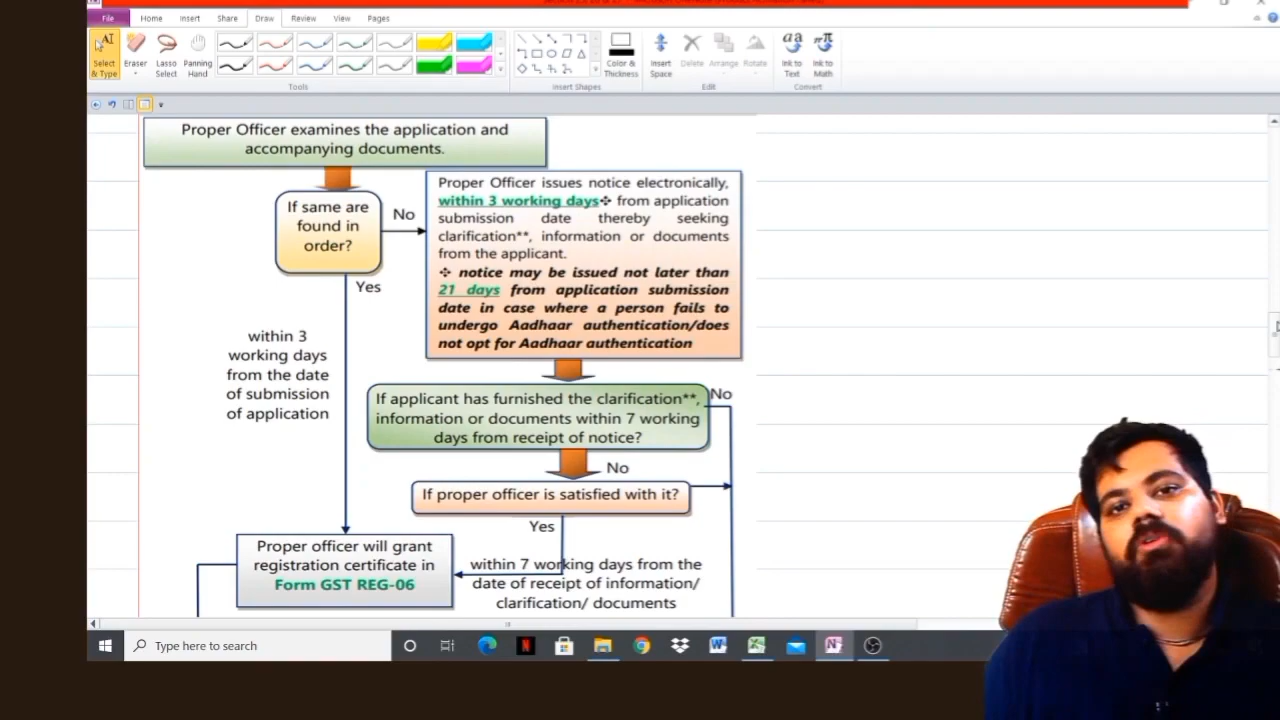 File
Home
Insert
Share
Draw
Review
View
Pages
Select
& Type
Eraser
Lasso
Select
Panning
Hand
Color &
Thickness
Insert
Space
Delete
Arrange
Rotate
Ink to
Text
Ink to
Math
Tools
Insert Shapes
Edit
Convert
Proper Officer examines the application and
accompanying documents.
If same are
found in
order?
No
Proper Officer issues notice electronically,
within 3 working days❖ from application
submission date thereby seeking
clarification**, information or documents
from the applicant.
❖ notice may be issued not later than
21 days from application submission
date in case where a person fails to
undergo Aadhaar authentication/does
not opt for Aadhaar authentication
Yes
within 3
working days
from the date
of submission
of application
If applicant has furnished the clarification**,
information or documents within 7 working
days from receipt of notice?
No
No
If proper officer is satisfied with it?
Yes
Proper officer will grant
registration certificate in
Form GST REG-06
within 7 working days from the
date of receipt of information/
clarification/ documents
Type here to search